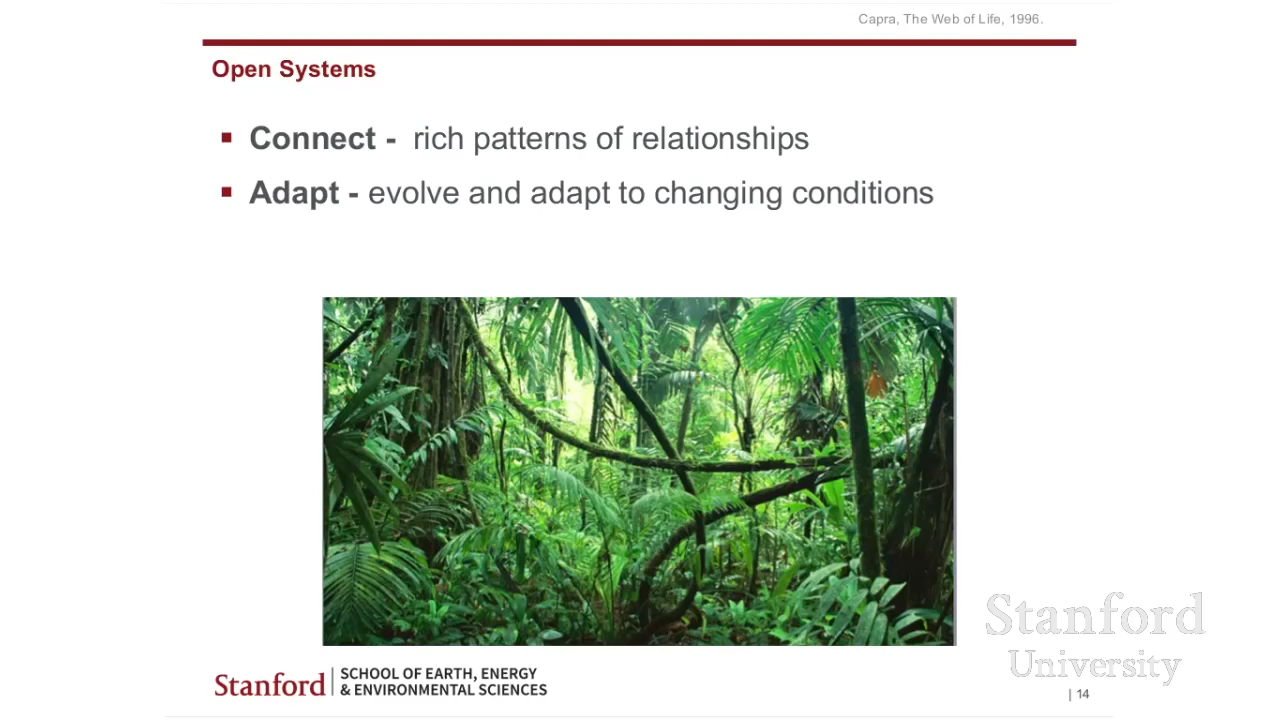 Capra, The Web of Life, 1996.
Open Systems
▪ Connect - rich patterns of relationships
▪ Adapt - evolve and adapt to changing conditions
Stanford
SCHOOL OF EARTH, ENERGY
& ENVIRONMENTAL SCIENCES
Stanford
University
| 14